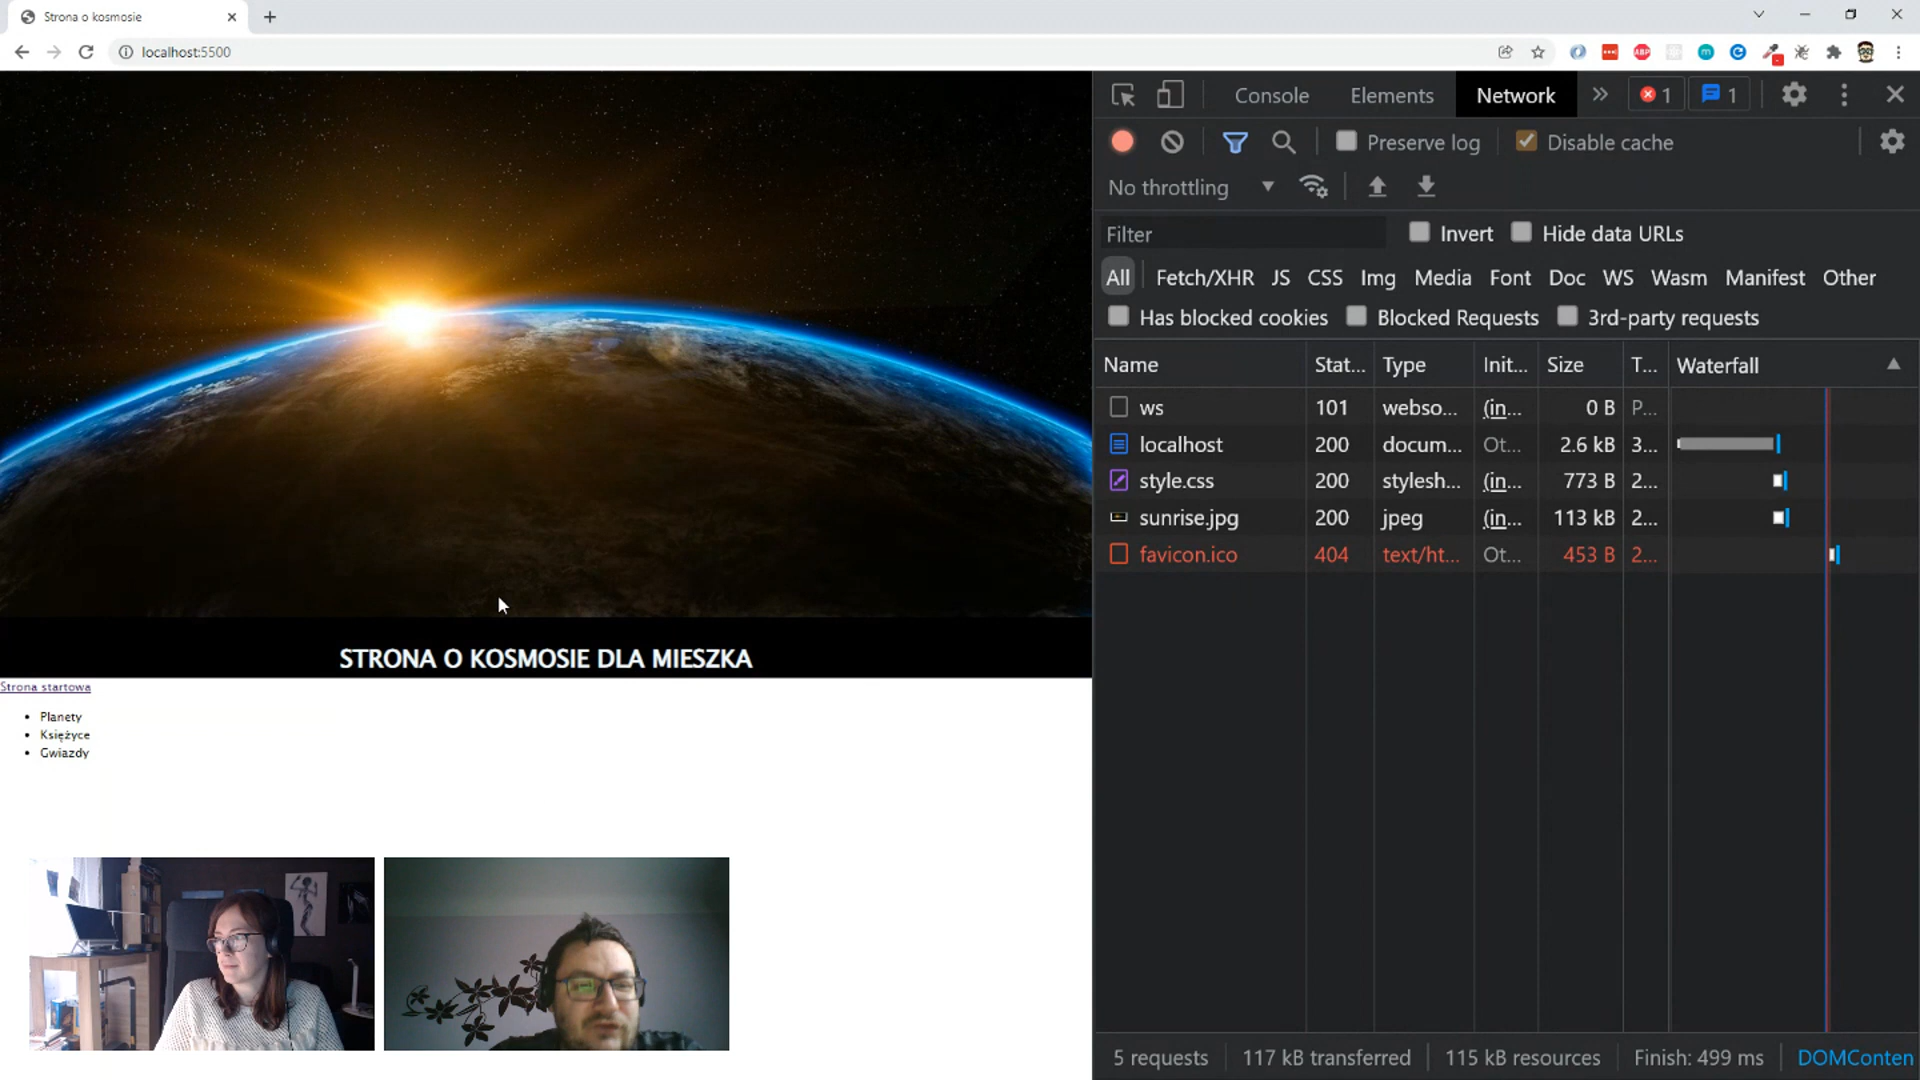 Strona o kosmosie
localhost:5500
Console Elements Network 1 1
Preserve log Disable cache
No throttling
Filter Invert Hide data URLs
All Fetch/XHR JS CSS Img Media Font Doc WS Wasm Manifest Other
Has blocked cookies Blocked Requests 3rd-party requests
Name Stat... Type Init... Size T... Waterfall
ws 101 webso... (in... 0 B P...
localhost 200 docum... Ot... 2.6 kB 3...
style.css 200 stylesh... (in... 773 B 2...
sunrise.jpg 200 jpeg (in... 113 kB 2...
favicon.ico 404 text/ht... Ot... 453 B 2...
STRONA O KOSMOSIE DLA MIESZKA
Strona startowa
Planety
Księżyce
Gwiazdy
5 requests 117 kB transferred 115 kB resources Finish: 499 ms DOMConten